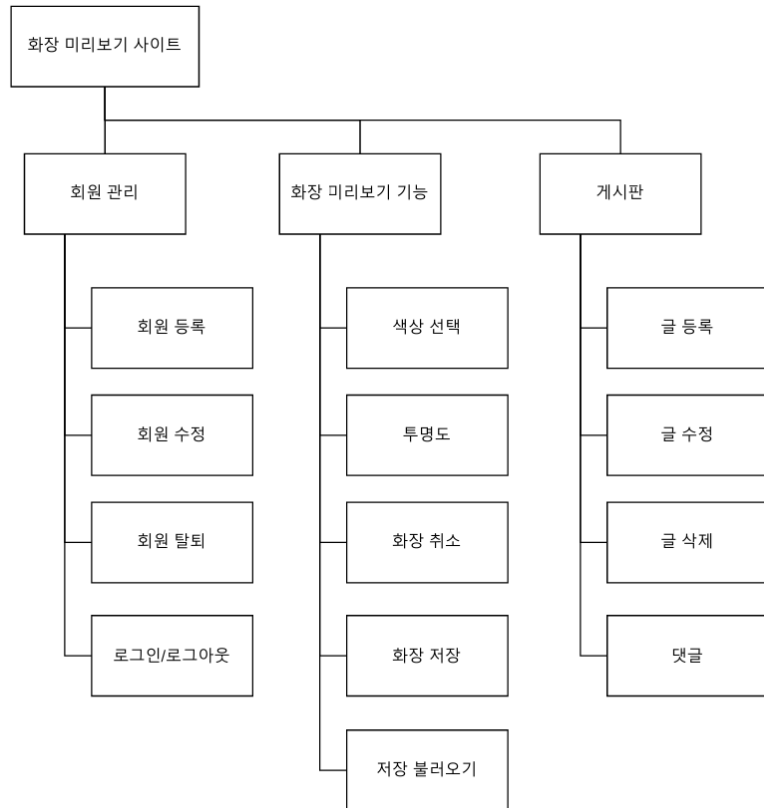 화장 미리보기 사이트
회원 관리
화장 미리보기 기능
게시판
회원 등록
색상 선택
글 등록
회원 수정
투명도
글 수정
회원 탈퇴
화장 취소
글 삭제
로그인/로그아웃
화장 저장
댓글
저장 불러오기